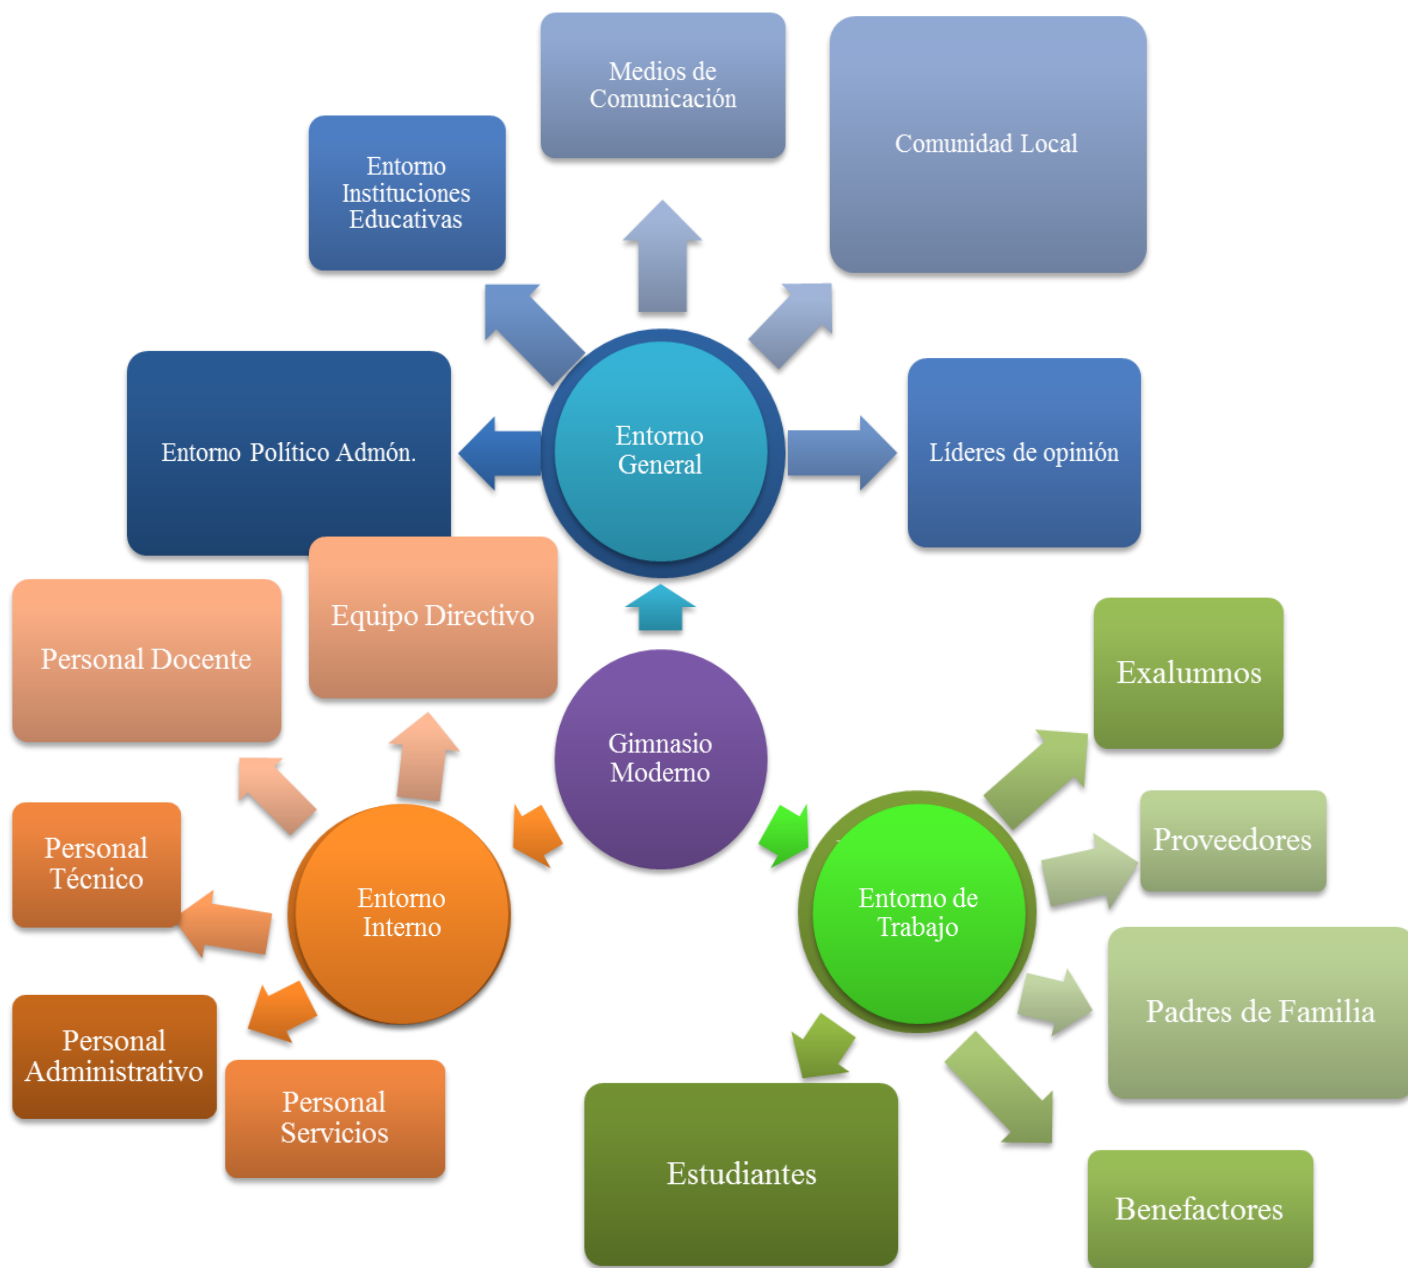 Medios de
Comunicación
Comunidad Local
Entorno
Instituciones
Educativas
Entorno Político Admón.
Entorno
General
Líderes de opinión
Equipo Directivo
Personal Docente
Exalumnos
Gimnasio
Moderno
Personal
Técnico
Proveedores
Entorno
Interno
Entorno de
Trabajo
Padres de Familia
Personal
Administrativo
Personal
Servicios
Estudiantes
Benefactores